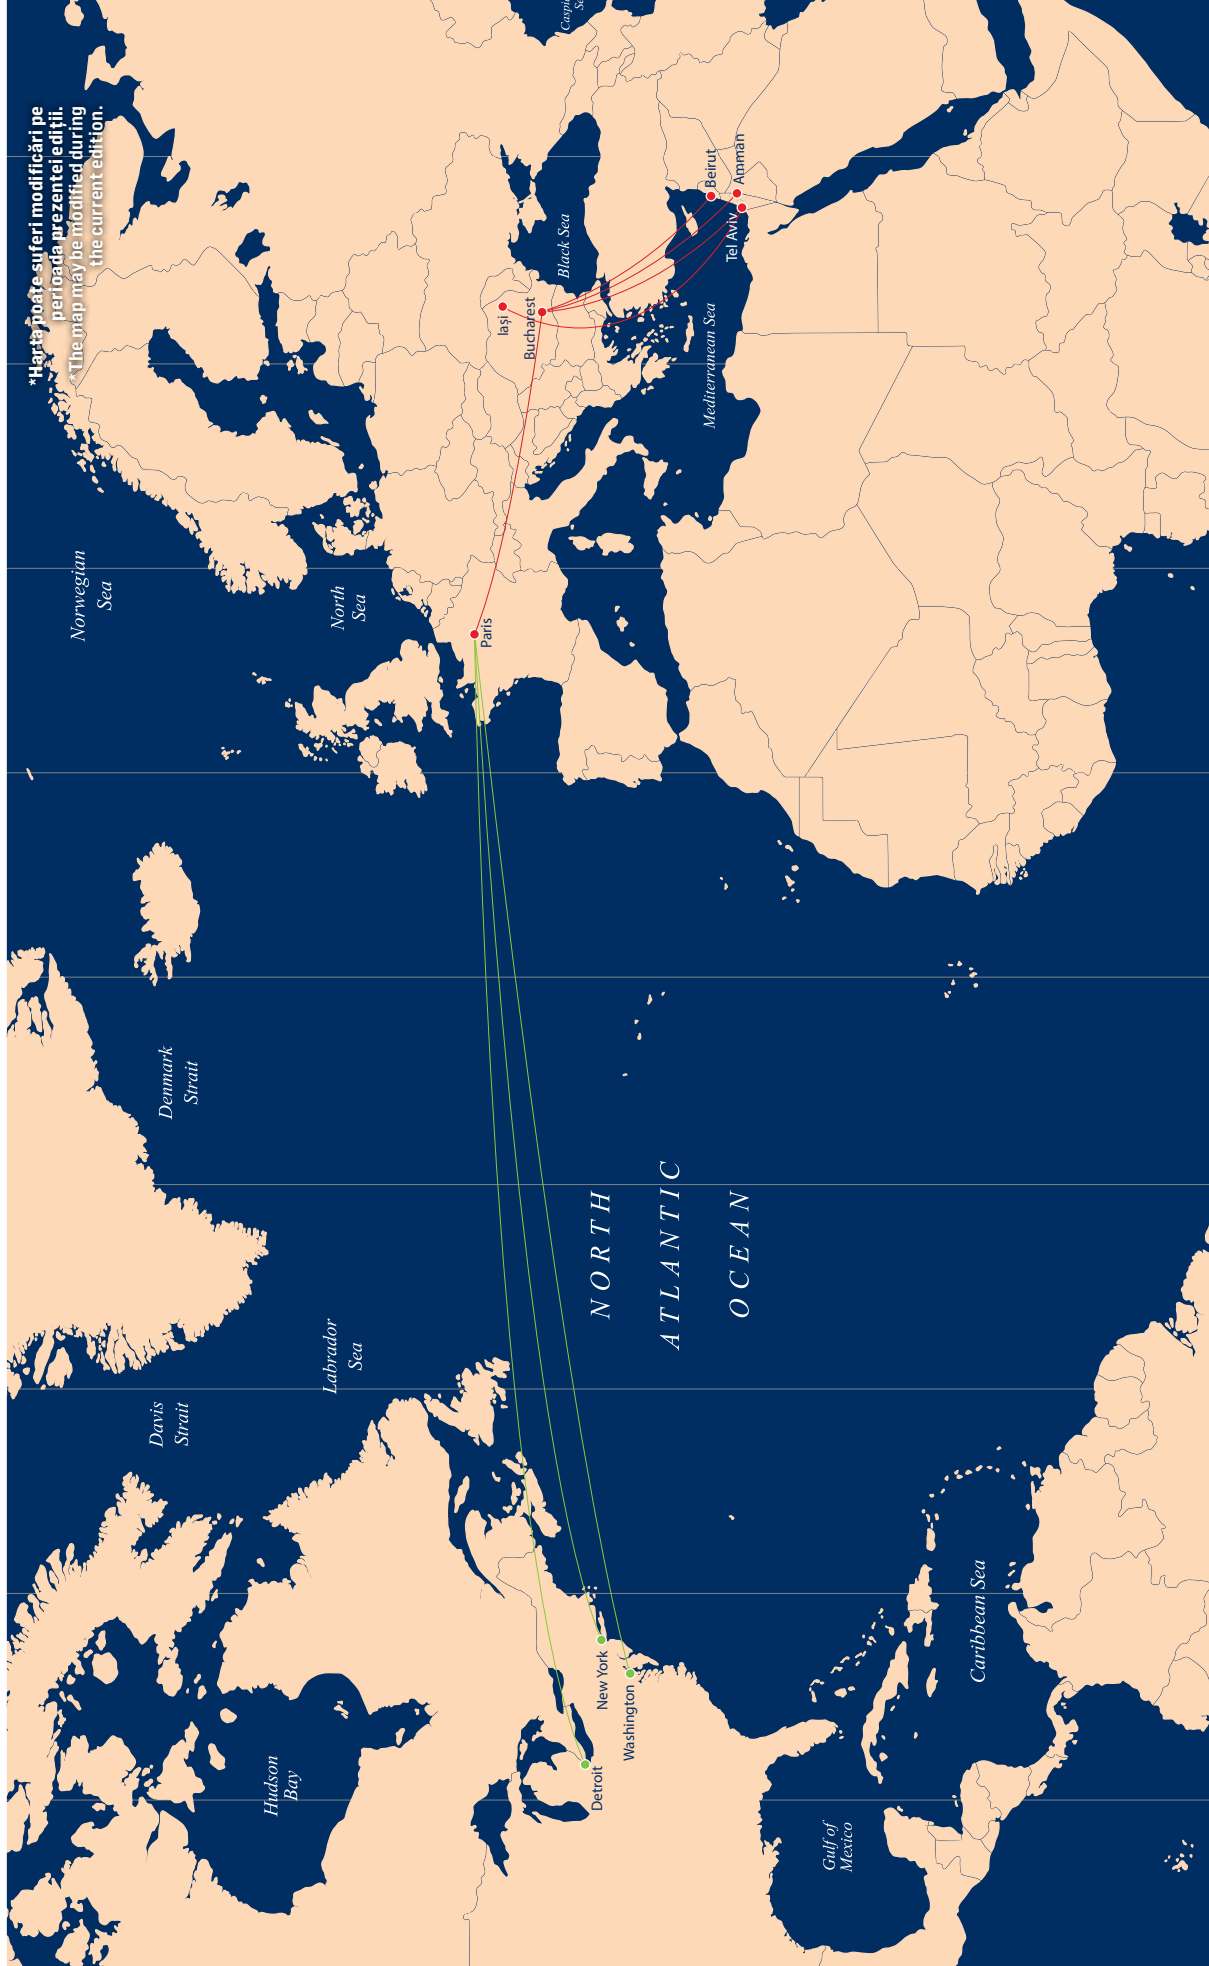 *Harta poate suferi modificări pe
perioada prezentei ediții.
*The map may be modified during
the current edition.
Norwegian
Sea
North
Sea
Denmark
Strait
Labrador
Sea
Davis
Strait
Hudson
Bay
Black Sea
Iași
Bucharest
Paris
Beirut
Amman
Tel Aviv
Mediterranean Sea
NORTH
ATLANTIC
OCEAN
New York
Washington
Detroit
Caribbean Sea
Gulf of
Mexico